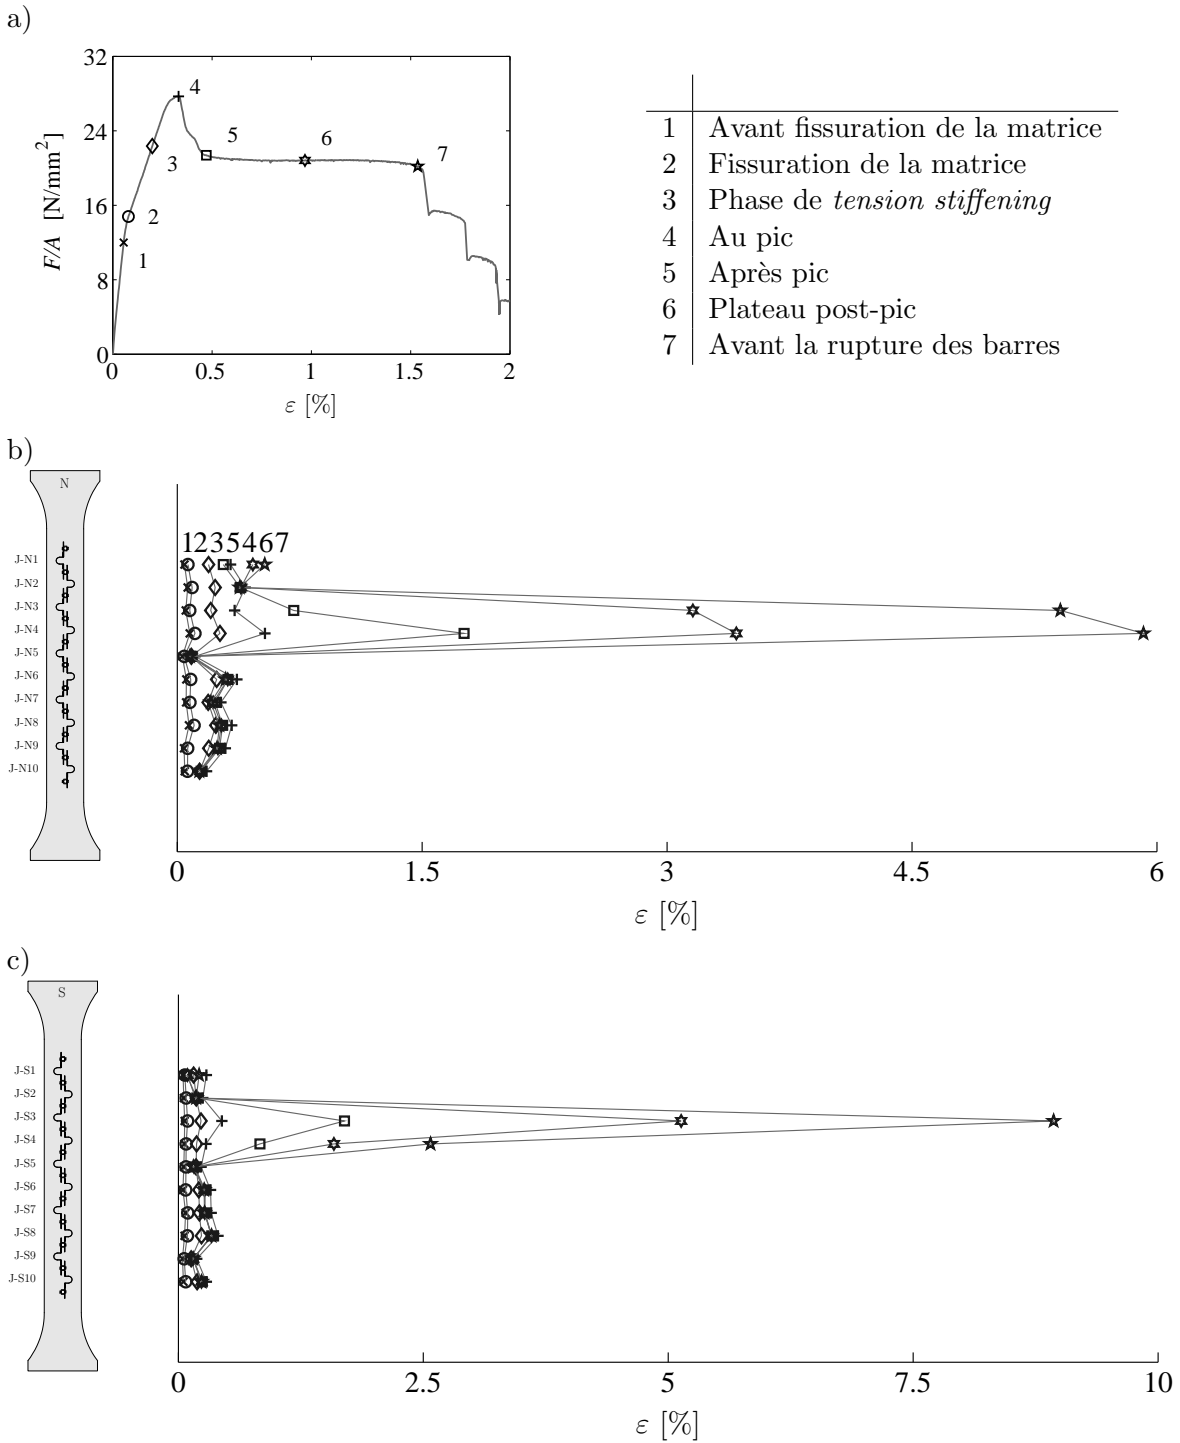 a)
32
24
16
8
0
F/A [N/mm²]
1
2
3
4
5
6
7
0 0.5 1 1.5 2
ε [%]
1 Avant fissuration de la matrice
2 Fissuration de la matrice
3 Phase de tension stiffening
4 Au pic
5 Après pic
6 Plateau post-pic
7 Avant la rupture des barres
b)
N
J-N1
J-N2
J-N3
J-N4
J-N5
J-N6
J-N7
J-N8
J-N9
J-N10
1235467
0 1.5 3 4.5 6
ε [%]
c)
S
J-S1
J-S2
J-S3
J-S4
J-S5
J-S6
J-S7
J-S8
J-S9
J-S10
0 2.5 5 7.5 10
ε [%]